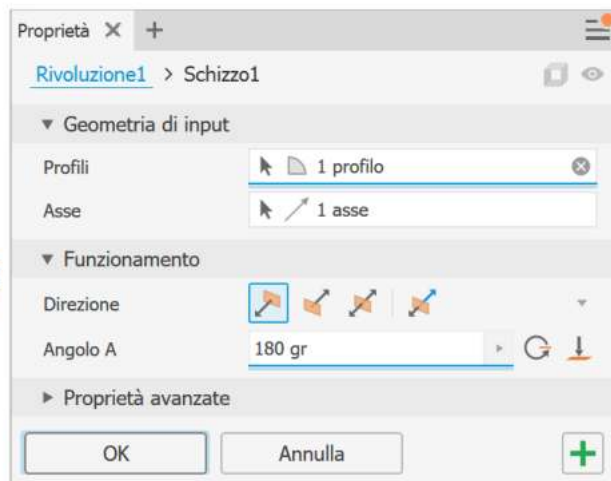 Proprietà
Rivoluzione1 > Schizzo1
Geometria di input
Profili 1 profilo
Asse 1 asse
Funzionamento
Direzione
Angolo A 180 gr
Proprietà avanzate
OK Annulla